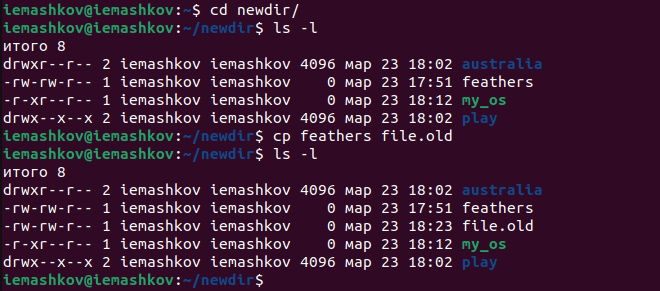 iemashkov@iemashkov:~$ cd newdir/
iemashkov@iemashkov:~/newdir$ ls -l
итого 8
drwxr--r-- 2 iemashkov iemashkov 4096 мар 23 18:02 australia
-rw-rw-r-- 1 iemashkov iemashkov    0 мар 23 17:51 feathers
-r-xr--r-- 1 iemashkov iemashkov    0 мар 23 18:12 my_os
drwx--x--x 2 iemashkov iemashkov 4096 мар 23 18:02 play
iemashkov@iemashkov:~/newdir$ cp feathers file.old
iemashkov@iemashkov:~/newdir$ ls -l
итого 8
drwxr--r-- 2 iemashkov iemashkov 4096 мар 23 18:02 australia
-rw-rw-r-- 1 iemashkov iemashkov    0 мар 23 17:51 feathers
-rw-rw-r-- 1 iemashkov iemashkov    0 мар 23 18:23 file.old
-r-xr--r-- 1 iemashkov iemashkov    0 мар 23 18:12 my_os
drwx--x--x 2 iemashkov iemashkov 4096 мар 23 18:02 play
iemashkov@iemashkov:~/newdir$